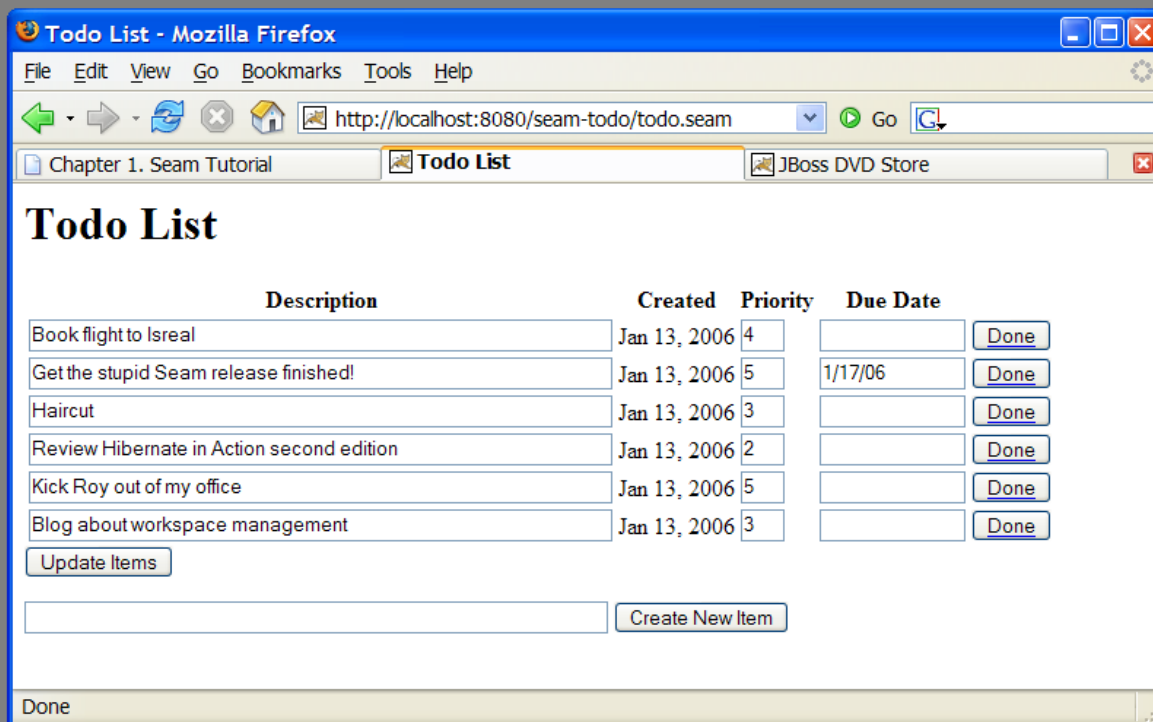 Todo List - Mozilla Firefox
File Edit View Go Bookmarks Tools Help
http://localhost:8080/seam-todo/todo.seam Go G
Chapter 1. Seam Tutorial Todo List JBoss DVD Store
Todo List
Description Created Priority Due Date
Book flight to Isreal Jan 13, 2006 4 Done
Get the stupid Seam release finished! Jan 13, 2006 5 1/17/06 Done
Haircut Jan 13, 2006 3 Done
Review Hibernate in Action second edition Jan 13, 2006 2 Done
Kick Roy out of my office Jan 13, 2006 5 Done
Blog about workspace management Jan 13, 2006 3 Done
Update Items
Create New Item
Done